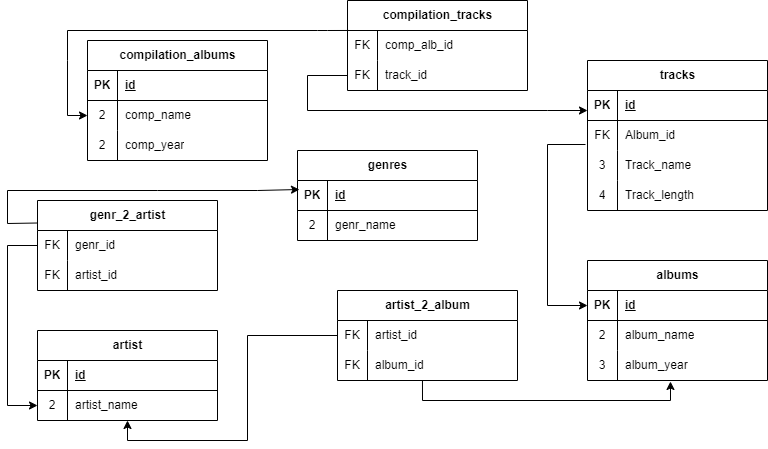 compilation_tracks
FK comp_alb_id
FK track_id
compilation_albums
PK id
2 comp_name
2 comp_year
tracks
PK id
FK Album_id
3 Track_name
4 Track_length
genres
PK id
2 genr_name
genr_2_artist
FK genr_id
FK artist_id
albums
PK id
2 album_name
3 album_year
artist_2_album
FK artist_id
FK album_id
artist
PK id
2 artist_name